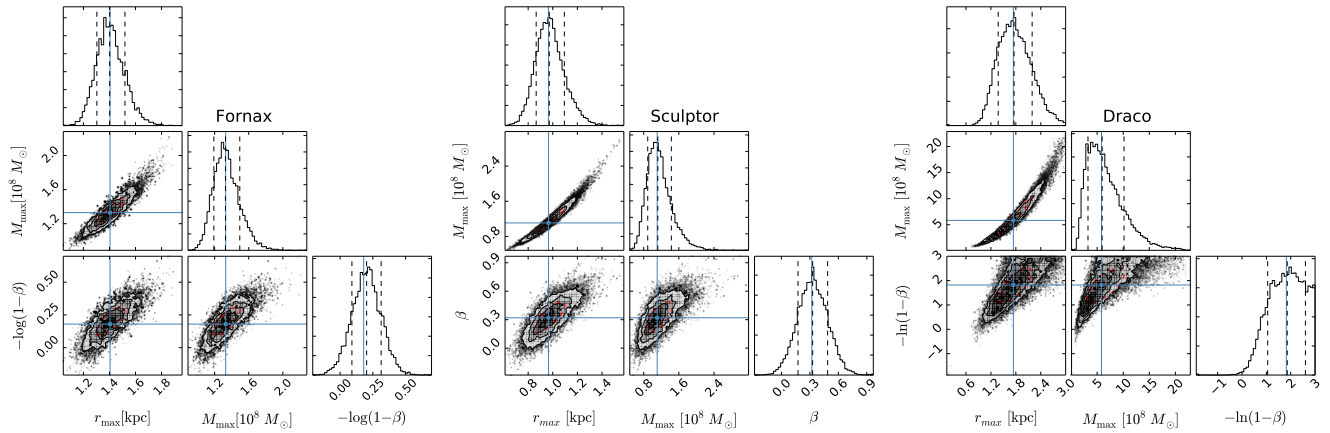 Fornax
Sculptor
Draco
M_max[10^8 M_⊙]
2.0
1.6
1.2
M_max [10^8 M_⊙]
2.4
1.6
0.8
M_max [10^8 M_⊙]
20
15
10
5
−log(1−β)
0.50
0.25
0.00
β
0.9
0.6
0.3
0.0
−ln(1−β)
3
2
1
0
−1
1.2 1.4 1.6 1.8
1.2 1.6 2.0
0.00 0.25 0.50
0.8 1.0 1.2 1.4
0.8 1.6 2.4
0.0 0.3 0.6 0.9
0.6 1.2 1.8 2.4 3.0
5 10 15 20
−1 0 1 2 3
r_max[kpc] M_max[10^8 M_⊙] −log(1−β)
r_max [kpc] M_max [10^8 M_⊙] β
r_max [kpc] M_max [10^8 M_⊙] −ln(1−β)